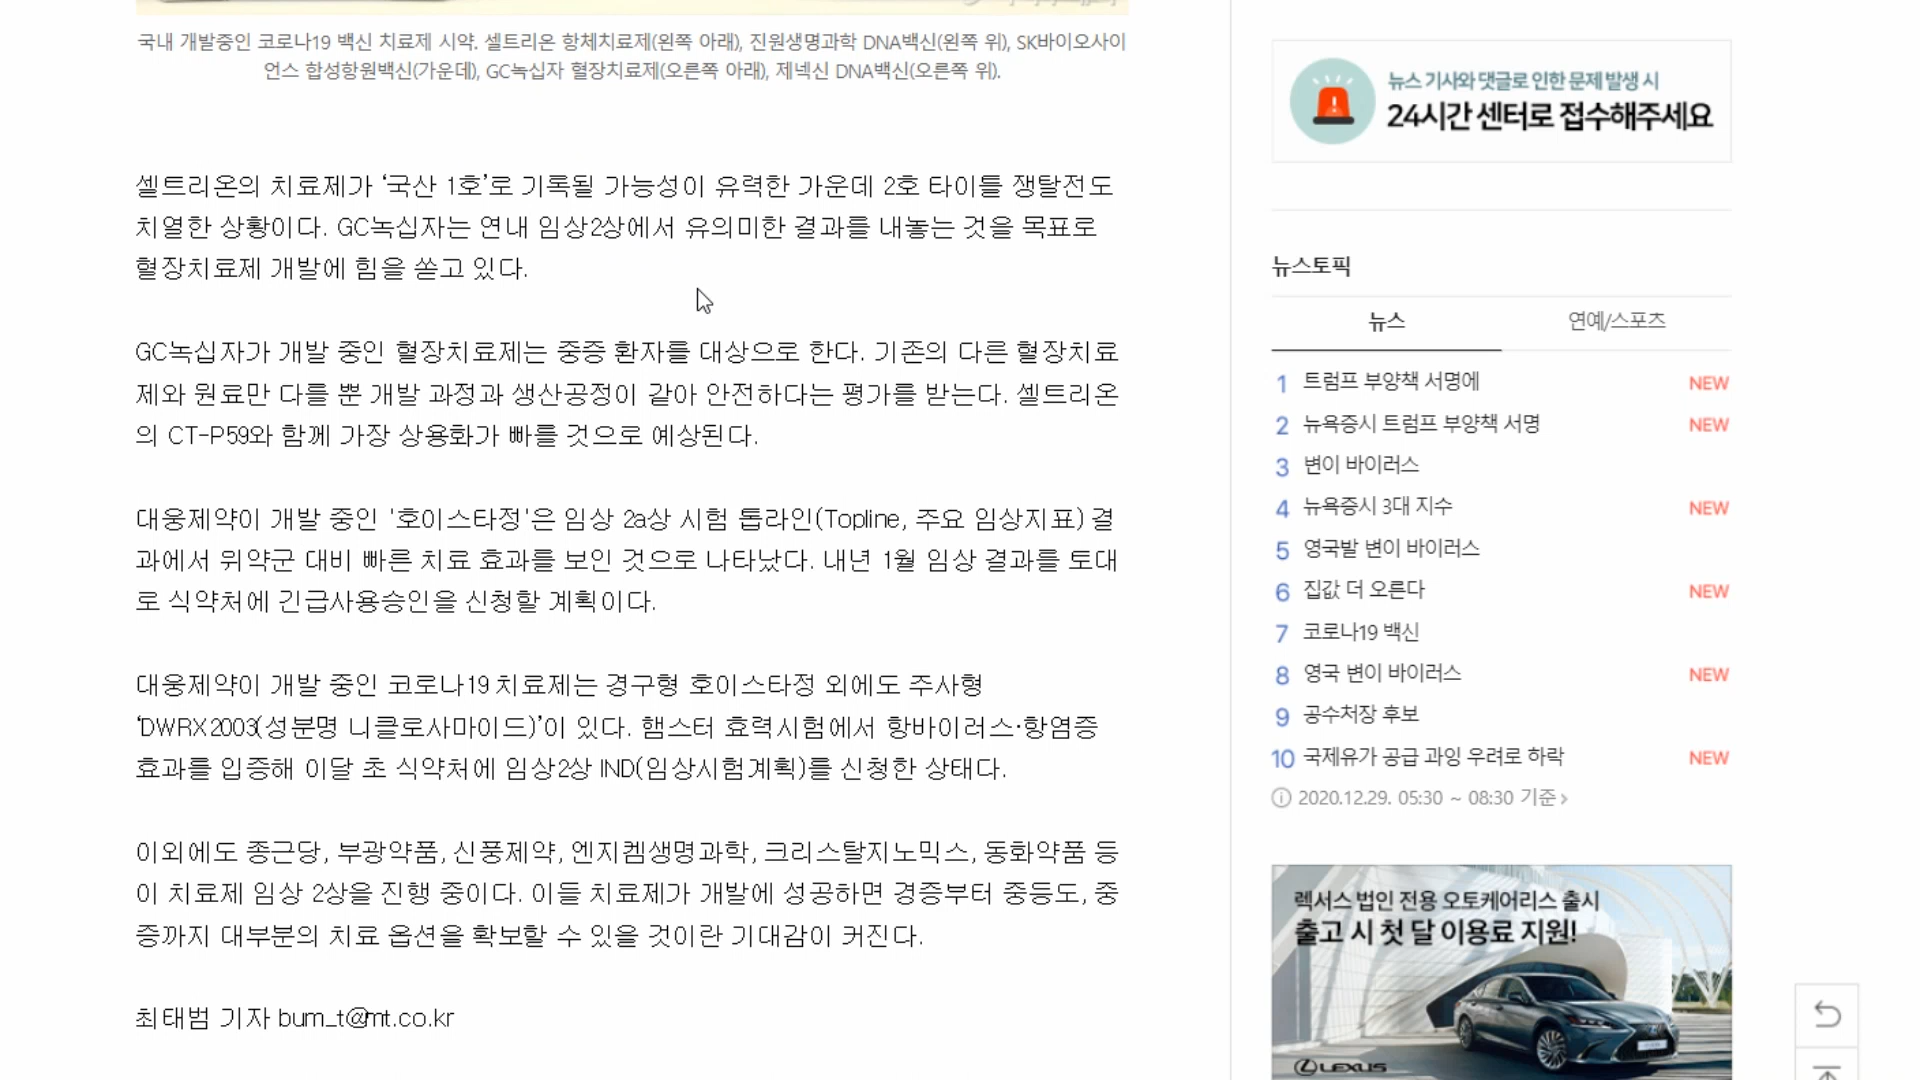 국내 개발중인 코로나19 백신 치료제 시약. 셀트리온 항체치료제(왼쪽 아래), 진원생명과학 DNA백신(왼쪽 위), SK바이오사이
언스 합성항원백신(가운데), GC녹십자 혈장치료제(오른쪽 아래), 제넥신 DNA백신(오른쪽 위).
셀트리온의 치료제가 ‘국산 1호’로 기록될 가능성이 유력한 가운데 2호 타이틀 쟁탈전도
치열한 상황이다. GC녹십자는 연내 임상2상에서 유의미한 결과를 내놓는 것을 목표로
혈장치료제 개발에 힘을 쏟고 있다.
GC녹십자가 개발 중인 혈장치료제는 중증 환자를 대상으로 한다. 기존의 다른 혈장치료
제와 원료만 다를 뿐 개발 과정과 생산공정이 같아 안전하다는 평가를 받는다. 셀트리온
의 CT-P59와 함께 가장 상용화가 빠를 것으로 예상된다.
대웅제약이 개발 중인 '호이스타정'은 임상 2a상 시험 톱라인(Topline, 주요 임상지표) 결
과에서 위약군 대비 빠른 치료 효과를 보인 것으로 나타났다. 내년 1월 임상 결과를 토대
로 식약처에 긴급사용승인을 신청할 계획이다.
대웅제약이 개발 중인 코로나19 치료제는 경구형 호이스타정 외에도 주사형
‘DWRX2003(성분명 니클로사마이드)’이 있다. 햄스터 효력시험에서 항바이러스·항염증
효과를 입증해 이달 초 식약처에 임상2상 IND(임상시험계획)를 신청한 상태다.
이외에도 종근당, 부광약품, 신풍제약, 엔지켐생명과학, 크리스탈지노믹스, 동화약품 등
이 치료제 임상 2상을 진행 중이다. 이들 치료제가 개발에 성공하면 경증부터 중등도, 중
증까지 대부분의 치료 옵션을 확보할 수 있을 것이란 기대감이 커진다.
최태범 기자 bum_t@mt.co.kr
뉴스 기사와 댓글로 인한 문제 발생 시
24시간 센터로 접수해주세요
뉴스토픽
뉴스 연예/스포츠
1 트럼프 부양책 서명에 NEW
2 뉴욕증시 트럼프 부양책 서명 NEW
3 변이 바이러스
4 뉴욕증시 3대 지수 NEW
5 영국발 변이 바이러스
6 집값 더 오른다 NEW
7 코로나19 백신
8 영국 변이 바이러스 NEW
9 공수처장 후보
10 국제유가 공급 과잉 우려로 하락 NEW
2020.12.29. 05:30 ~ 08:30 기준
렉서스 법인 전용 오토케어리스 출시
출고 시 첫 달 이용료 지원!
LEXUS